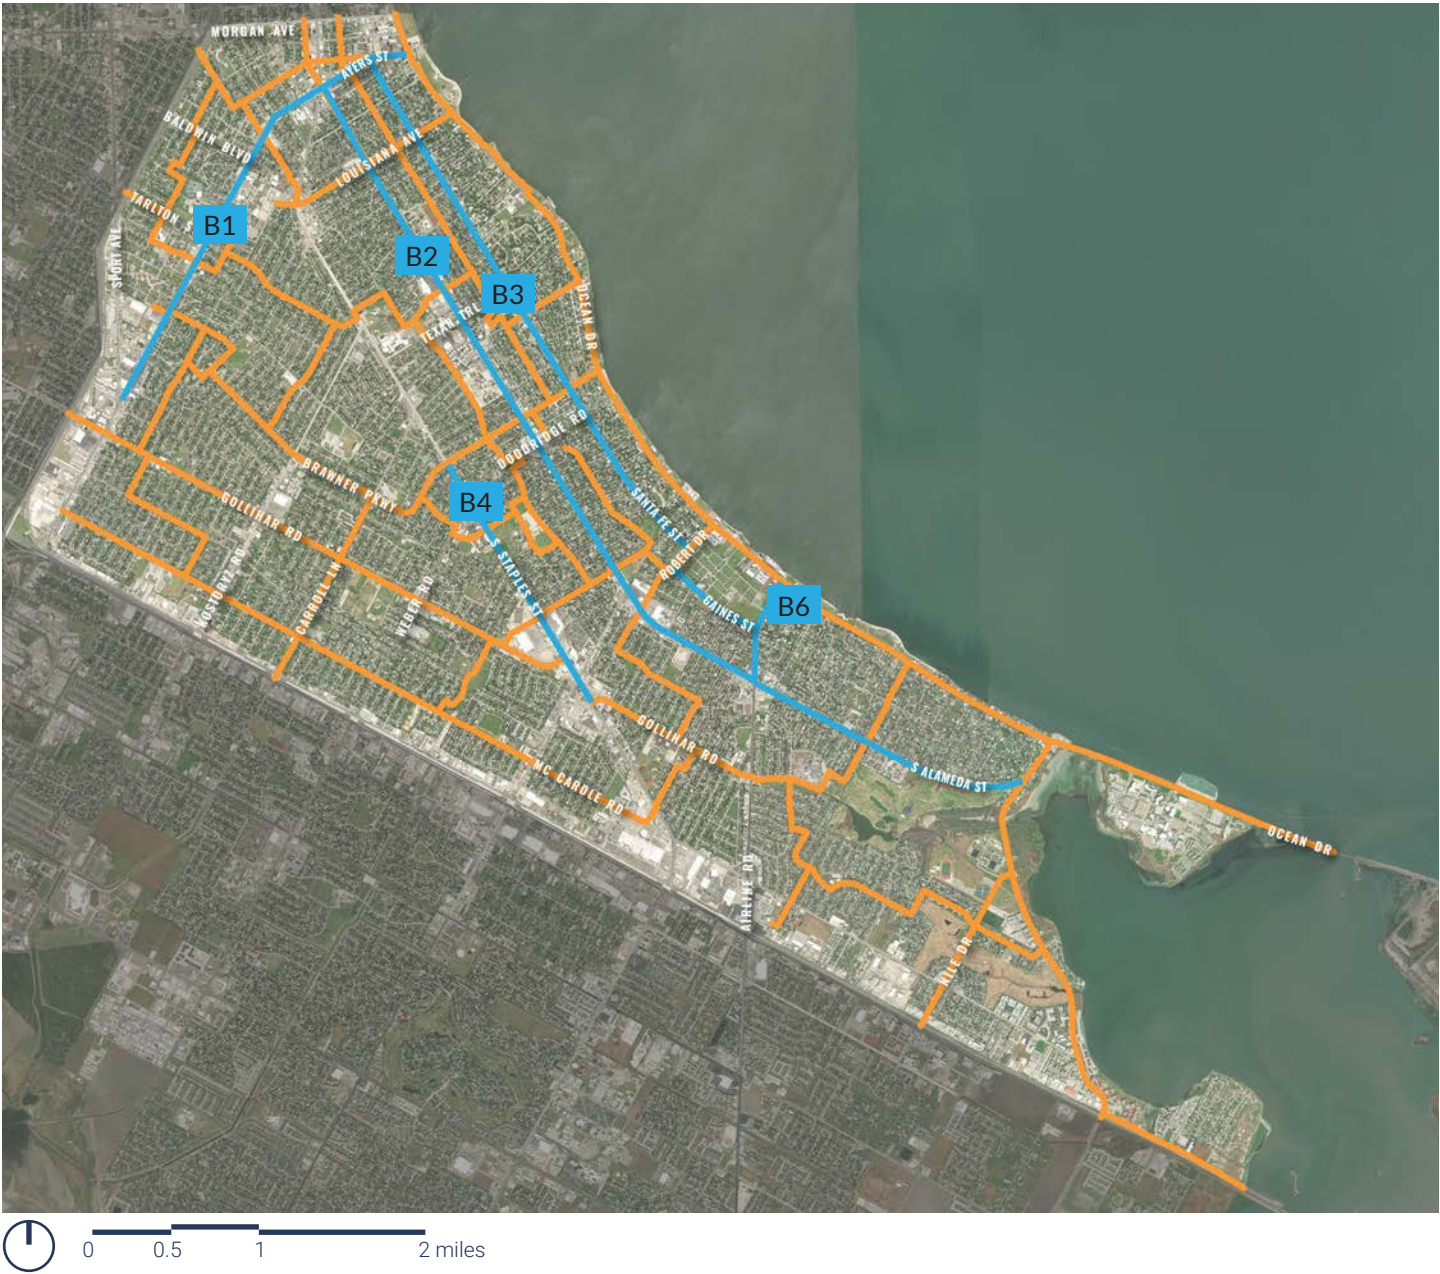 MORGAN AVE
AYERS ST
BALDWIN BLVD
LOUISIANA AVE
TARLTON S
B1
SPORT AVE
B2
B3
OCEAN DR
TEXAN TRL
DODDRIDGE RD
BRAWNER PKWY
B4
GOLLIHAR RD
SANTA FE ST
ROBERT DR
S STAPLES ST
KOSTORYZ RD
CARROLL LN
WEBER RD
GAINES ST
B6
GOLLIHAR RD
MC CARDLE RD
S ALAMEDA ST
OCEAN DR
AIRLINE RD
NILE DR
0 0.5 1 2 miles